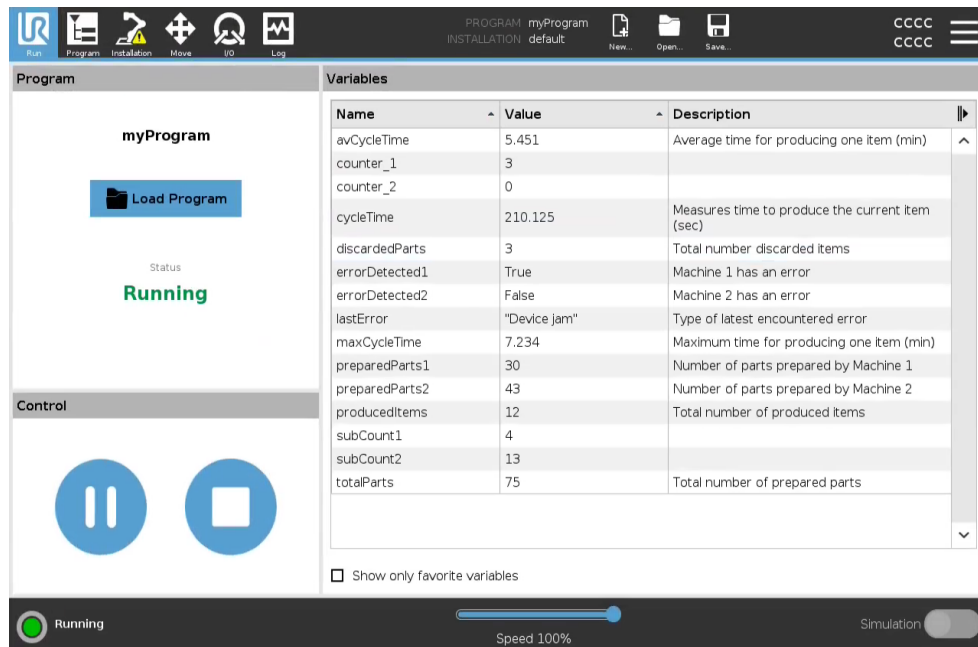 PROGRAM myProgram
INSTALLATION default
CCCC
CCCC
UR
Run Program Installation Move I/O Log New... Open... Save...
Program
myProgram
Load Program
Status
Running
Control
Variables
Name Value Description
avCycleTime 5.451 Average time for producing one item (min)
counter_1 3
counter_2 0
cycleTime 210.125 Measures time to produce the current item
(sec)
discardedParts 3 Total number discarded items
errorDetected1 True Machine 1 has an error
errorDetected2 False Machine 2 has an error
lastError "Device jam" Type of latest encountered error
maxCycleTime 7.234 Maximum time for producing one item (min)
preparedParts1 30 Number of parts prepared by Machine 1
preparedParts2 43 Number of parts prepared by Machine 2
producedItems 12 Total number of produced items
subCount1 4
subCount2 13
totalParts 75 Total number of prepared parts
Show only favorite variables
Running
Speed 100%
Simulation